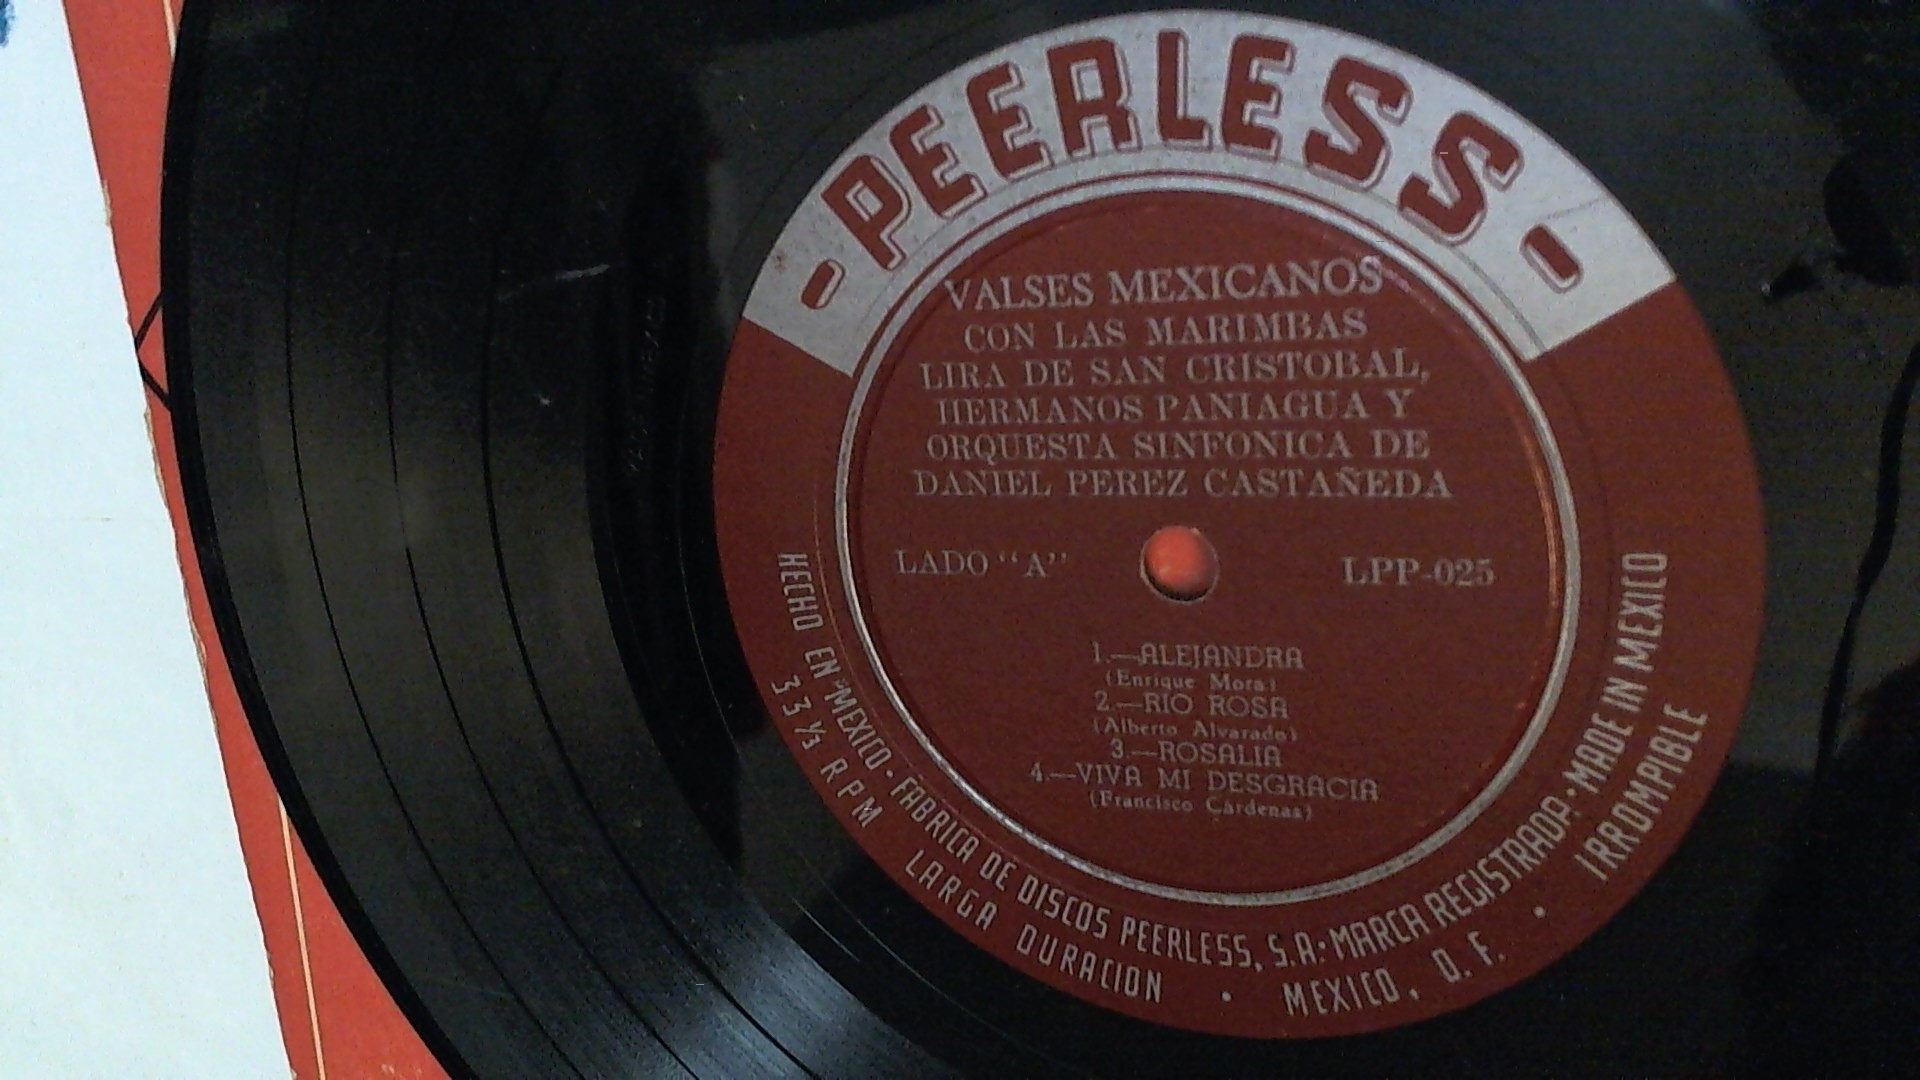 -PEERLESS-
VALSES MEXICANOS
CON LAS MARIMBAS
LIRA DE SAN CRISTOBAL,
HERMANOS PANIAGUA Y
ORQUESTA SINFONICA DE
DANIEL PEREZ CASTAÑEDA
LADO "A"
LPP-025
1.—ALEJANDRA
(Enrique Mora)
2.—RIO ROSA
(Alberto Alvarado)
3.—ROSALIA
4.—VIVA MI DESGRACIA
(Francisco Cárdenas)
HECHO EN MEXICO · FABRICA DE DISCOS PEERLESS, S.A: MARCA REGISTRADA · MADE IN MEXICO
33⅓ RPM LARGA DURACION · MEXICO, D. F. · IRROMPIBLE